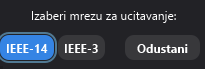 Izaberi mrezu za ucitavanje:
IEEE-14 IEEE-3 Odustani